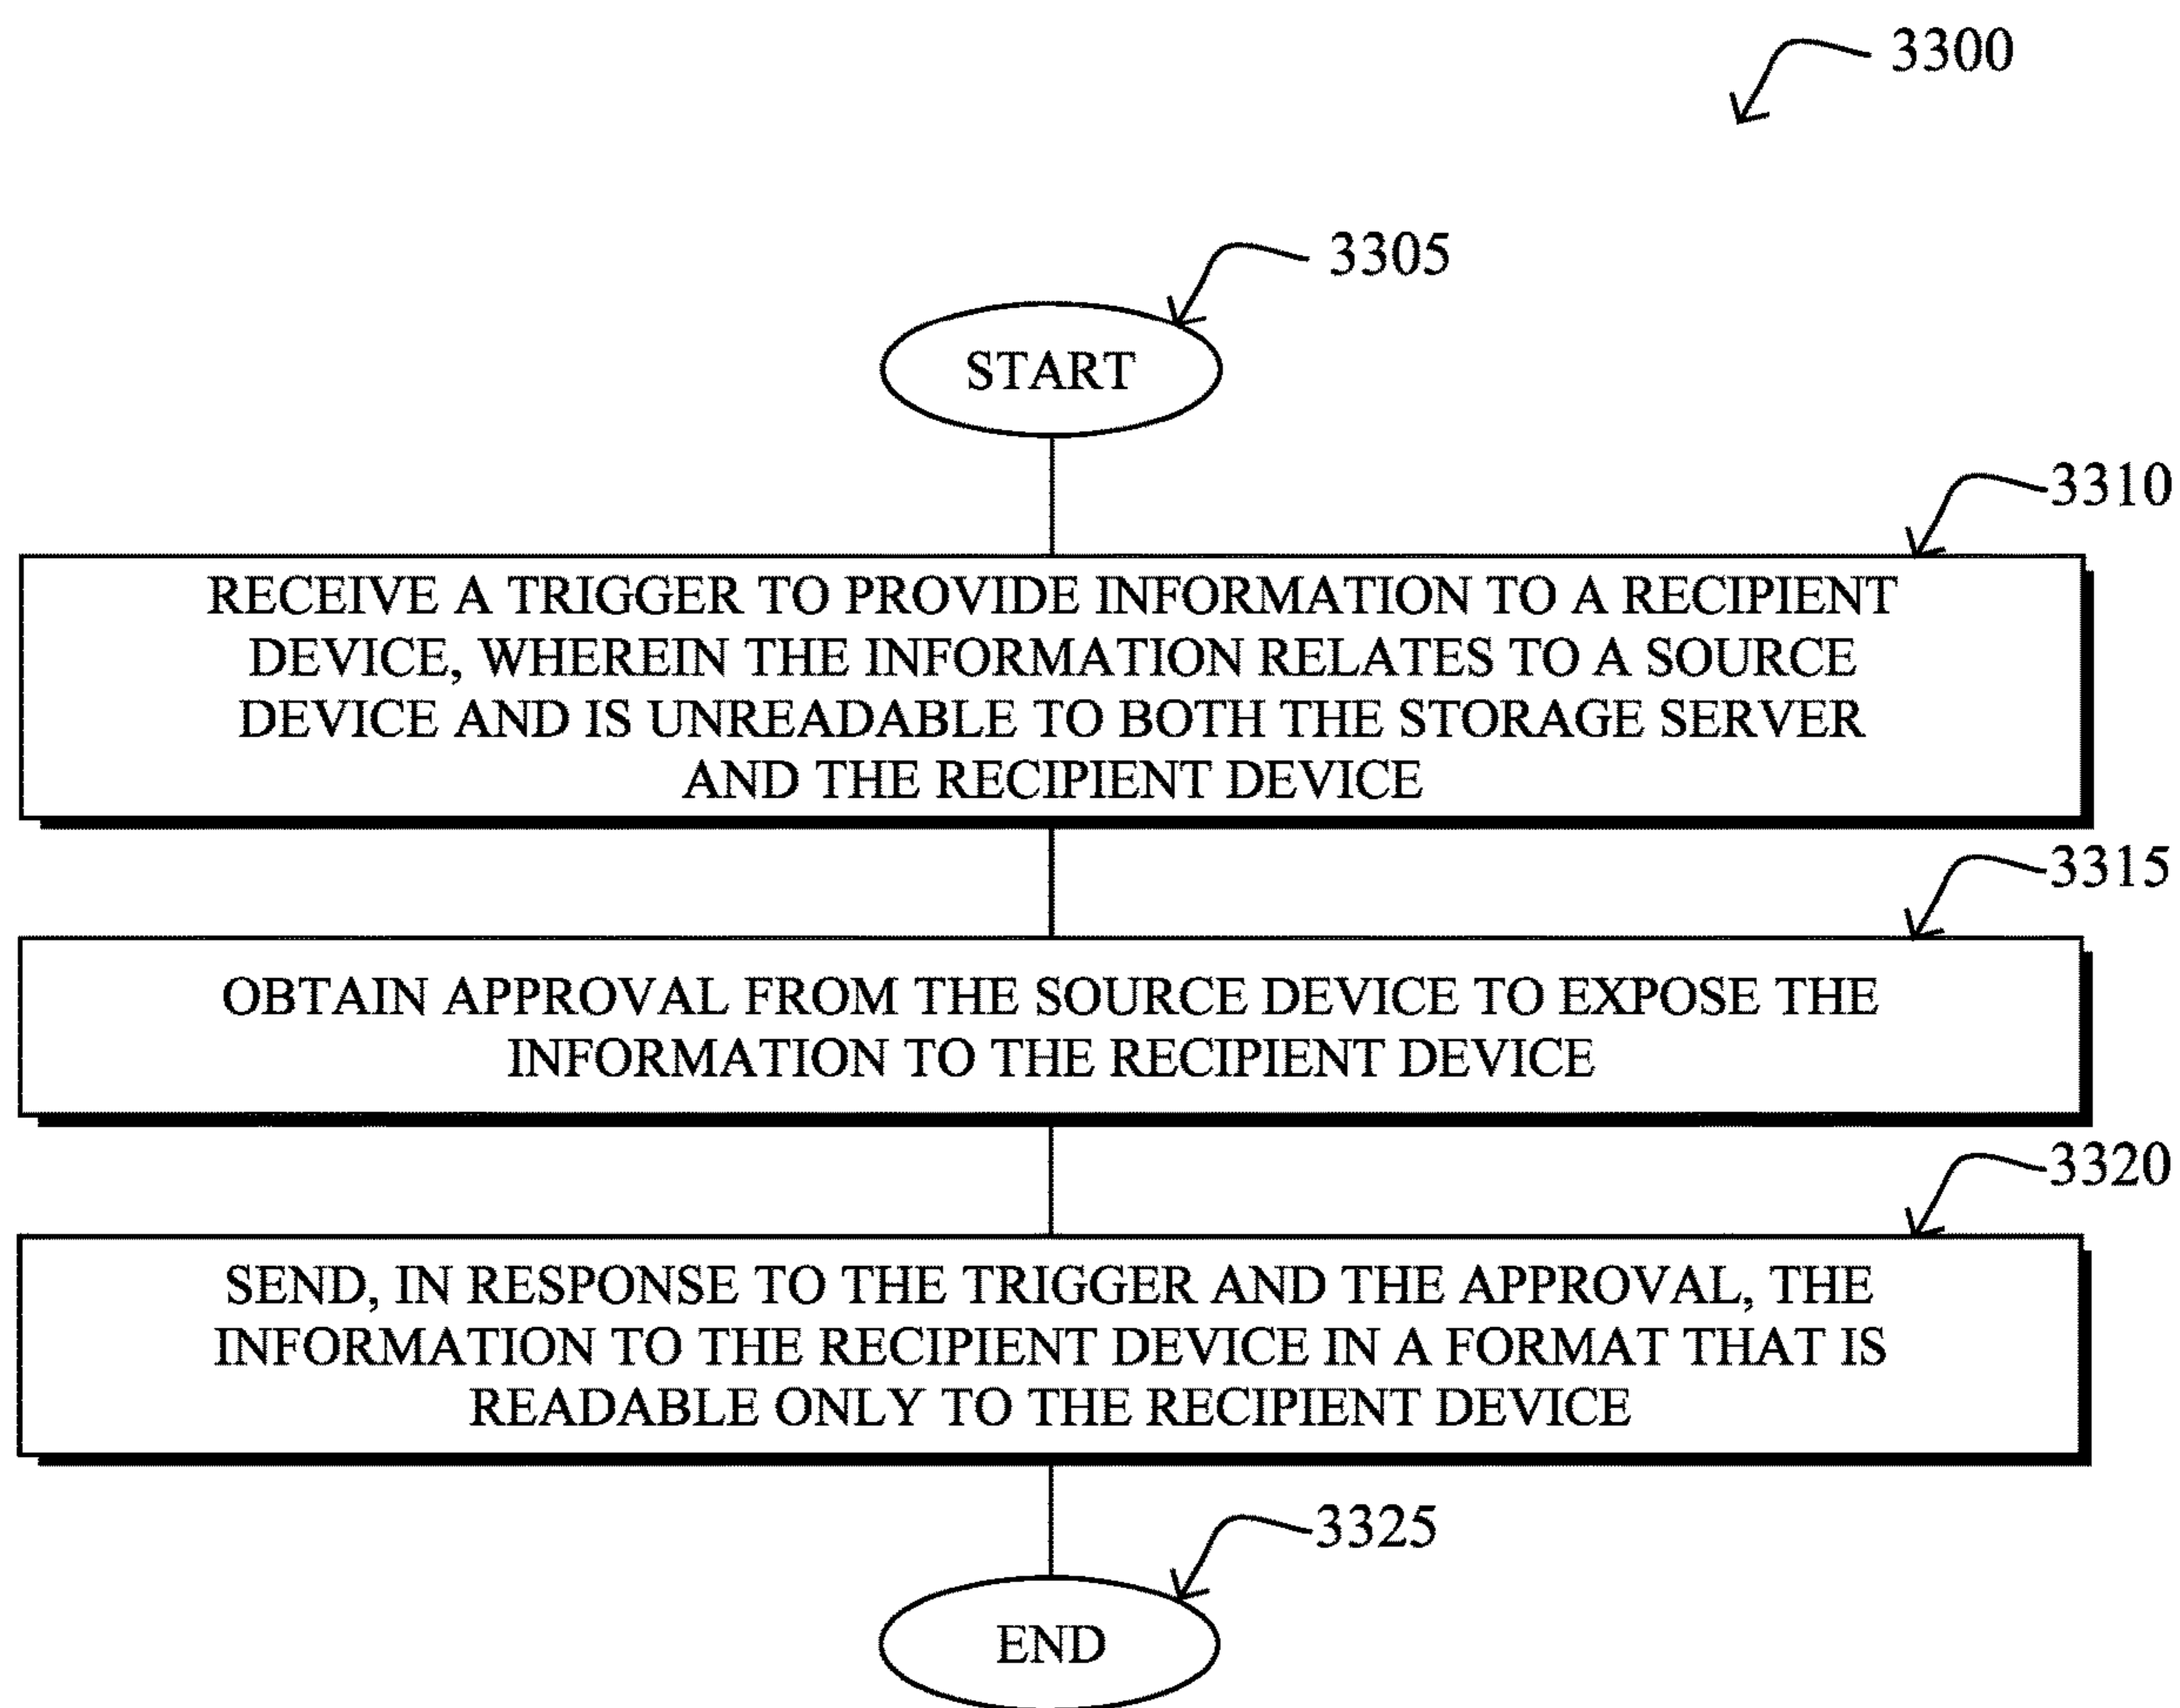 3300
3305
START
3310
RECEIVE A TRIGGER TO PROVIDE INFORMATION TO A RECIPIENT
DEVICE, WHEREIN THE INFORMATION RELATES TO A SOURCE
DEVICE AND IS UNREADABLE TO BOTH THE STORAGE SERVER
AND THE RECIPIENT DEVICE
3315
OBTAIN APPROVAL FROM THE SOURCE DEVICE TO EXPOSE THE
INFORMATION TO THE RECIPIENT DEVICE
3320
SEND, IN RESPONSE TO THE TRIGGER AND THE APPROVAL, THE
INFORMATION TO THE RECIPIENT DEVICE IN A FORMAT THAT IS
READABLE ONLY TO THE RECIPIENT DEVICE
3325
END